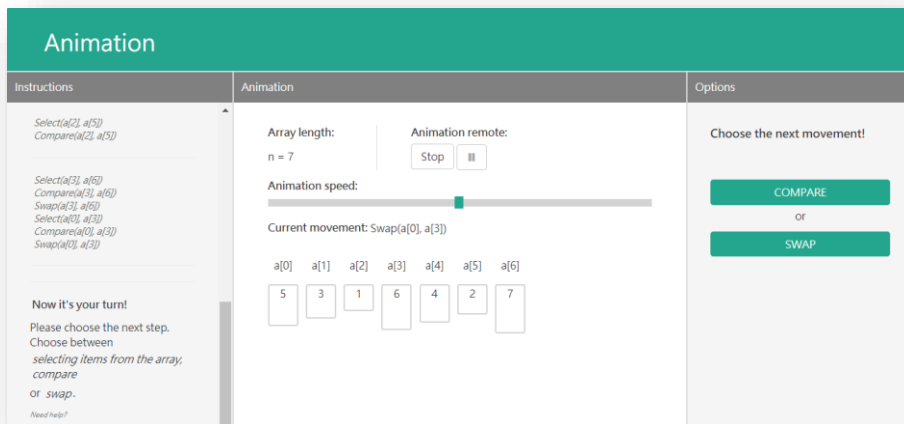 Animation
Instructions
Animation
Options
Select(a[2], a[5])
Compare(a[2], a[5])
Select(a[3], a[6])
Compare(a[3], a[6])
Swap(a[3], a[6])
Select(a[0], a[3])
Compare(a[0], a[3])
Swap(a[0], a[3])
Now it's your turn!
Please choose the next step.
Choose between
selecting items from the array,
compare
or swap.
Need help?
Array length:
n = 7
Animation remote:
Stop
Animation speed:
Current movement: Swap(a[0], a[3])
a[0] a[1] a[2] a[3] a[4] a[5] a[6]
5 3 1 6 4 2 7
Choose the next movement!
COMPARE
or
SWAP